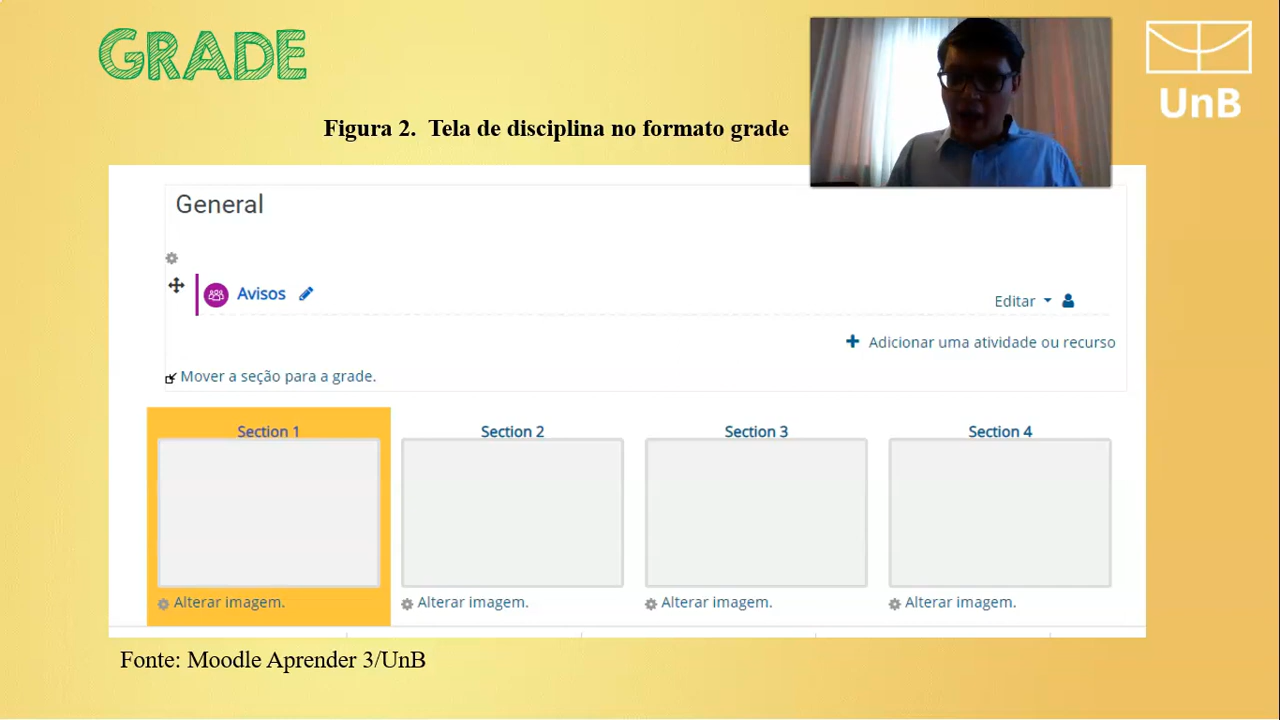 GRADE
UnB
Figura 2. Tela de disciplina no formato grade
General
Avisos
Editar
Adicionar uma atividade ou recurso
Mover a seção para a grade.
Section 1
Section 2
Section 3
Section 4
Alterar imagem.
Alterar imagem.
Alterar imagem.
Alterar imagem.
Fonte: Moodle Aprender 3/UnB